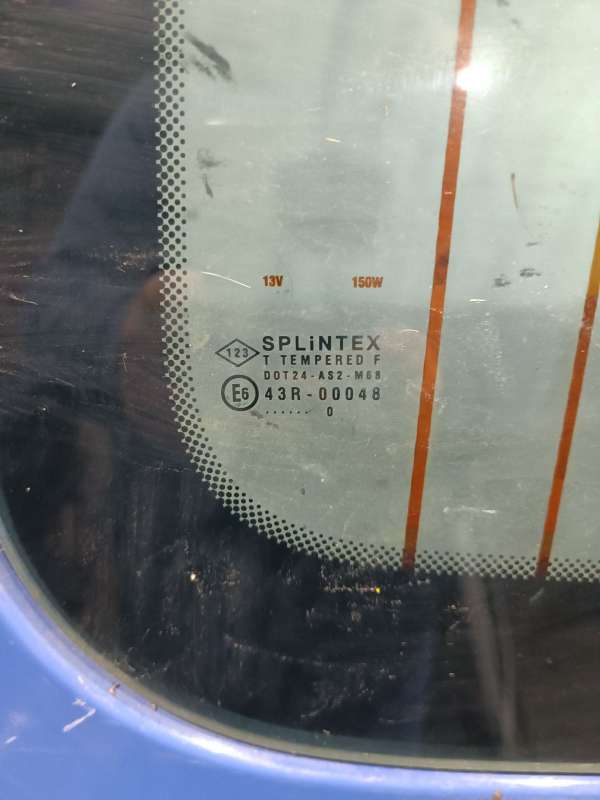 13V 150W
123 SPLiNTEX
T TEMPERED F
DOT24-AS2-M68
E6 43R-00048
...... 0